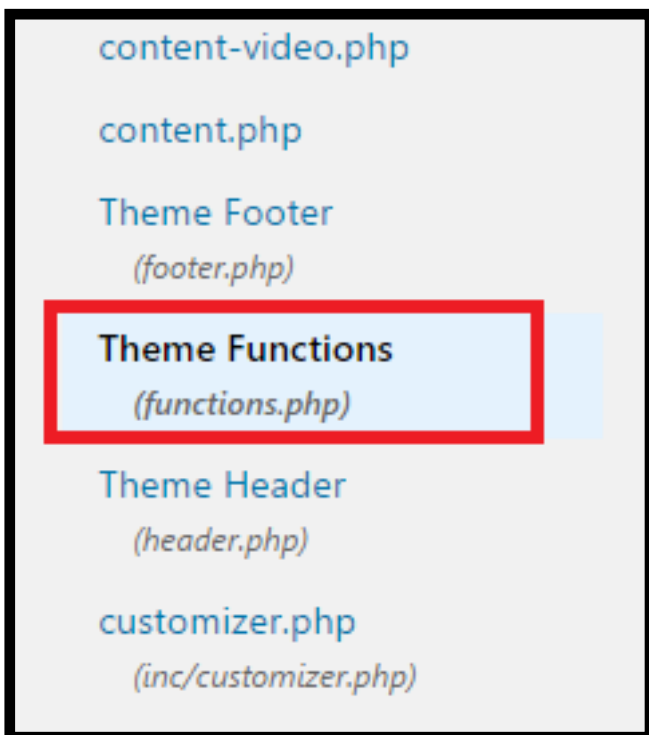 content-video.php
content.php
Theme Footer
(footer.php)
Theme Functions
(functions.php)
Theme Header
(header.php)
customizer.php
(inc/customizer.php)